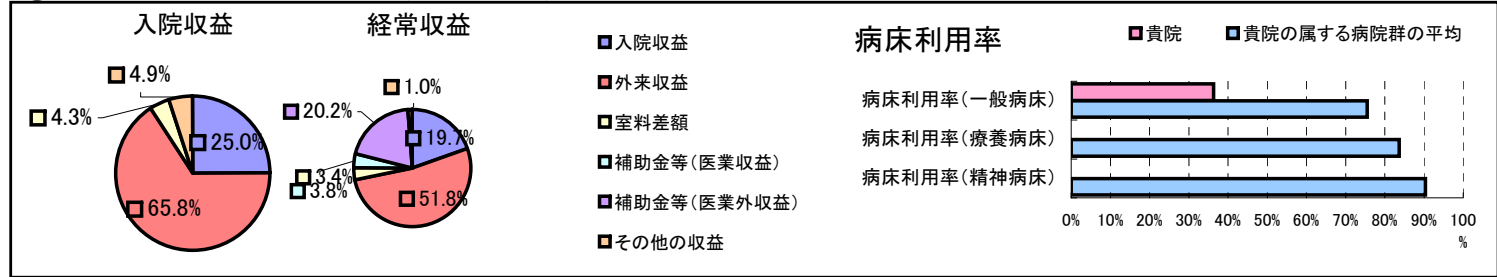 入院収益
4.9%
4.3%
25.0%
65.8%
経常収益
1.0%
20.2%
19.7%
3.4%
3.8%
51.8%
入院収益
外来収益
室料差額
補助金等(医業収益)
補助金等(医業外収益)
その他の収益
病床利用率
貴院 貴院の属する病院群の平均
病床利用率(一般病床)
病床利用率(療養病床)
病床利用率(精神病床)
0% 10% 20% 30% 40% 50% 60% 70% 80% 90% 100
%